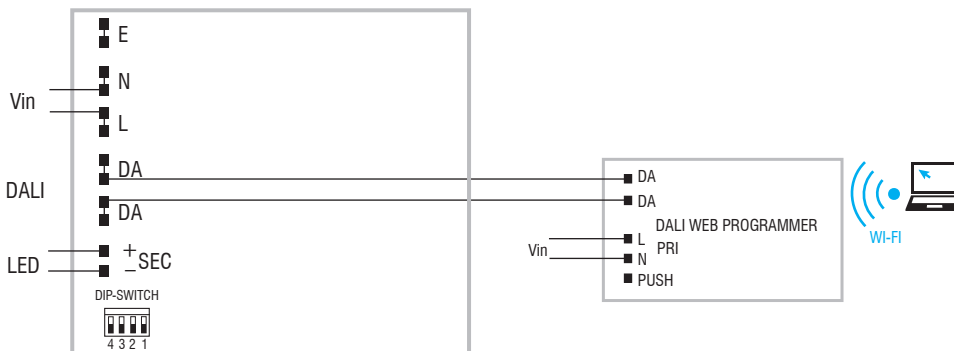 E
N
Vin
L
DA
DALI
DA
+
LED
− SEC
DIP-SWITCH
4 3 2 1
DA
DA
DALI WEB PROGRAMMER
L PRI
Vin
N
PUSH
WI-FI